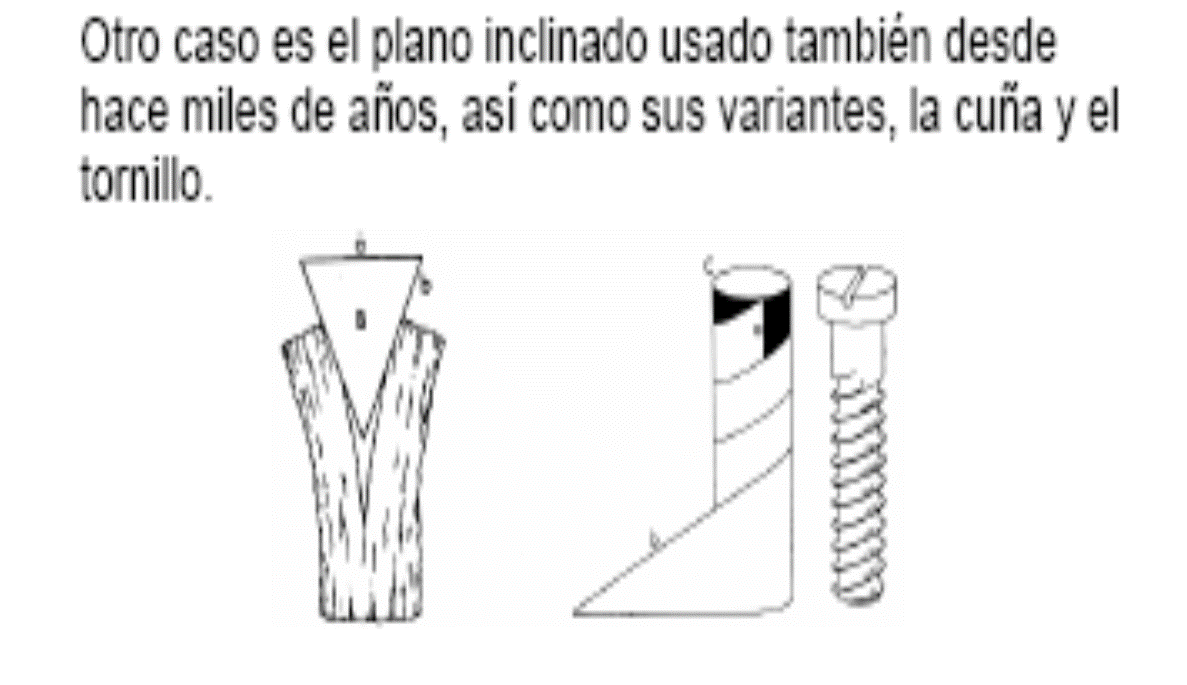 Otro caso es el plano inclinado usado también desde
hace miles de años, así como sus variantes, la cuña y el
tornillo.